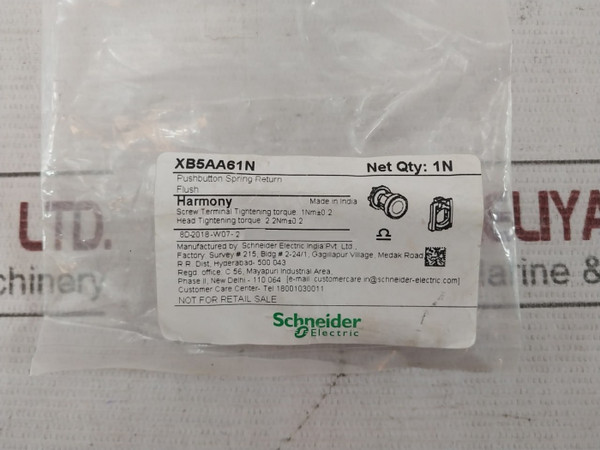 XB5AA61N Net Qty: 1N
Pushbutton Spring Return
Flush
Harmony Made in India
Screw Terminal Tightening torque 1Nm±0.2
Head Tightening torque 2.2Nm±0.2
8D-2018-W07-2
Manufactured by Schneider Electric India Pvt. Ltd.,
Factory. Survey # 215, Bldg # 2-24/1, Gagillapur Village, Medak Road
R.R. Dist, Hyderabad- 500 043
Regd. office. C 56, Mayapuri Industrial Area,
Phase II, New Delhi - 110 064 [e-mail: customercare.in@schneider-electric.com]
Customer Care Center- Tel 18001030011
NOT FOR RETAIL SALE
Schneider
Electric
LTD.
chinery
arine &